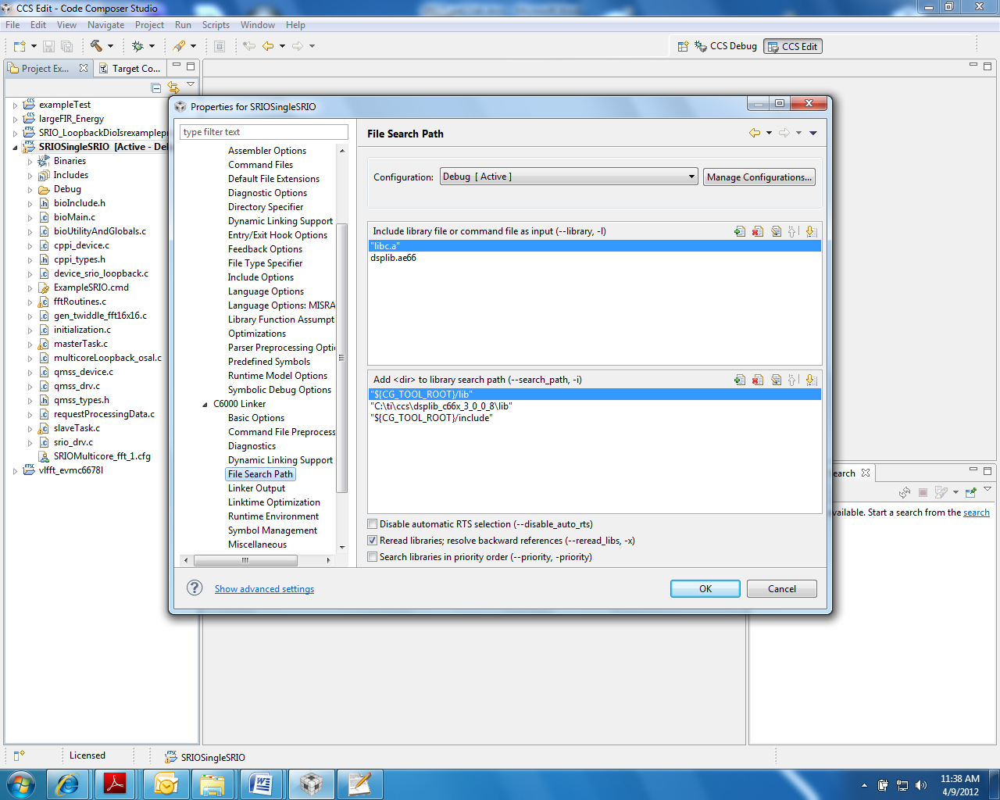 CCS Edit - Code Composer Studio
File Edit View Navigate Project Run Scripts Window Help
CCS Debug
CCS Edit
Project Ex...
Target Co...
exampleTest
largeFIR_Energy
SRIO_LoopbackDioIsrexamplepr
SRIOSingleSRIO [Active - Del
Binaries
Includes
Debug
bioInclude.h
bioMain.c
bioUtilityAndGlobals.c
cppi_device.c
cppi_types.h
device_srio_loopback.c
ExampleSRIO.cmd
fftRoutines.c
gen_twiddle_fft16x16.c
initialization.c
masterTask.c
multicoreLoopback_osal.c
qmss_device.c
qmss_drv.c
qmss_types.h
requestProcessingData.c
slaveTask.c
srio_drv.c
SRIOMulticore_fft_1.cfg
vlfft_evmc6678l
Properties for SRIOSingleSRIO
type filter text
Assembler Options
Command Files
Default File Extensions
Diagnostic Options
Directory Specifier
Dynamic Linking Support
Entry/Exit Hook Options
Feedback Options
File Type Specifier
Include Options
Language Options
Language Options: MISRA
Library Function Assumpt
Optimizations
Parser Preprocessing Optio
Predefined Symbols
Runtime Model Options
Symbolic Debug Options
C6000 Linker
Basic Options
Command File Preprocess
Diagnostics
Dynamic Linking Support
File Search Path
Linker Output
Linktime Optimization
Runtime Environment
Symbol Management
Miscellaneous
File Search Path
Configuration: Debug [ Active ] Manage Configurations...
Include library file or command file as input (--library, -l)
"libc.a"
dsplib.ae66
Add <dir> to library search path (--search_path, -i)
"${CG_TOOL_ROOT}/lib"
"C:\ti\ccs\dsplib_c66x_3_0_0_8\lib"
"${CG_TOOL_ROOT}/include"
Disable automatic RTS selection (--disable_auto_rts)
Reread libraries; resolve backward references (--reread_libs, -x)
Search libraries in priority order (--priority, -priority)
Show advanced settings
OK
Cancel
earch
vailable. Start a search from the search
Licensed
SRIOSingleSRIO
11:38 AM
4/9/2012